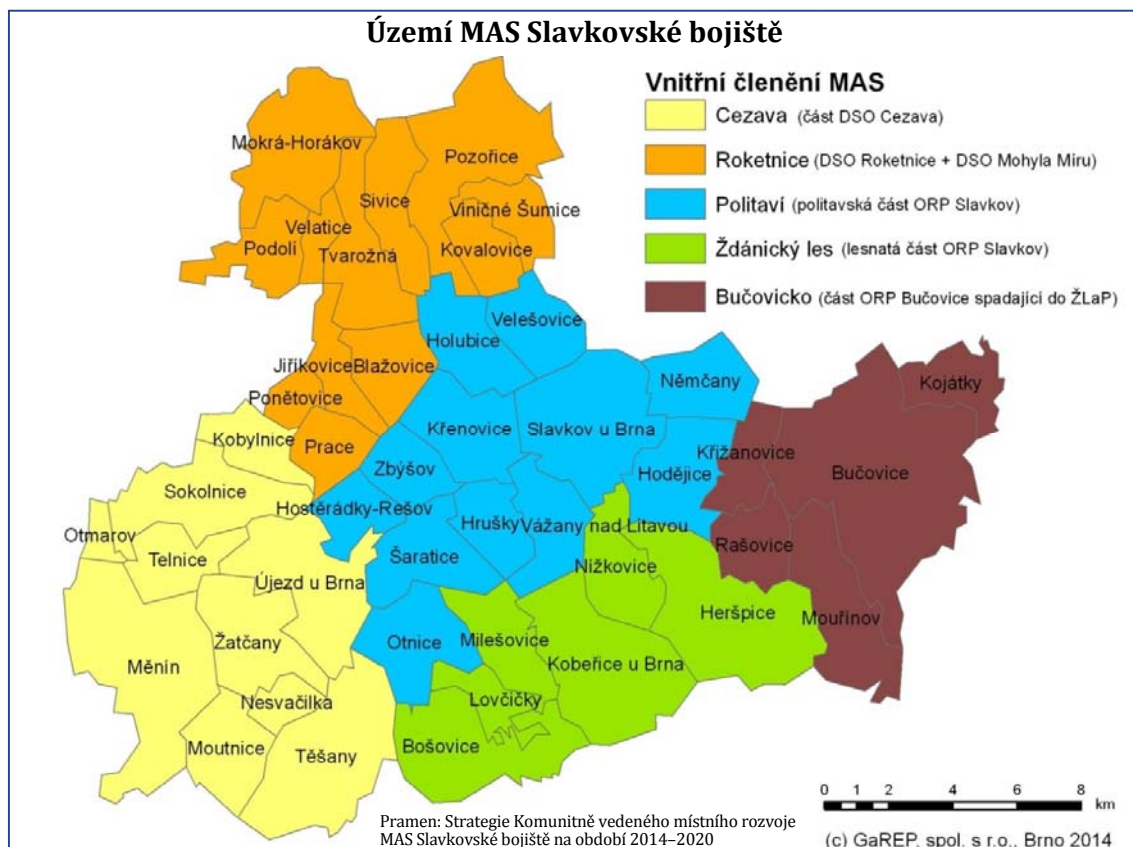 Území MAS Slavkovské bojiště
Vnitřní členění MAS
Cezava (část DSO Cezava)
Roketnice (DSO Roketnice + DSO Mohyla Míru)
Politaví (politavská část ORP Slavkov)
Ždánický les (lesnatá část ORP Slavkov)
Bučovicko (část ORP Bučovice spadající do ŽLaP)
Mokrá-Horákov
Pozořice
Sivice
Viničné Šumice
Velatice
Podolí
Tvarožná
Kovalovice
Velešovice
Holubice
Jiříkovice
Blažovice
Němčany
Kojátky
Ponětovice
Kobylnice
Prace
Křenovice
Slavkov u Brna
Křižanovice
Bučovice
Zbýšov
Hodějice
Sokolnice
Hostěrádky-Rešov
Hrušky
Vážany nad Litavou
Otmarov
Telnice
Šaratice
Rašovice
Újezd u Brna
Nížkovice
Heršpice
Mouřínov
Žatčany
Otnice
Milešovice
Měnín
Kobeřice u Brna
Nesvačilka
Lovčičky
Moutnice
Těšany
Bošovice
0 2 4 6 8
km
Pramen: Strategie Komunitně vedeného místního rozvoje
MAS Slavkovské bojiště na období 2014–2020
(c) GaREP, spol. s r.o., Brno 2014